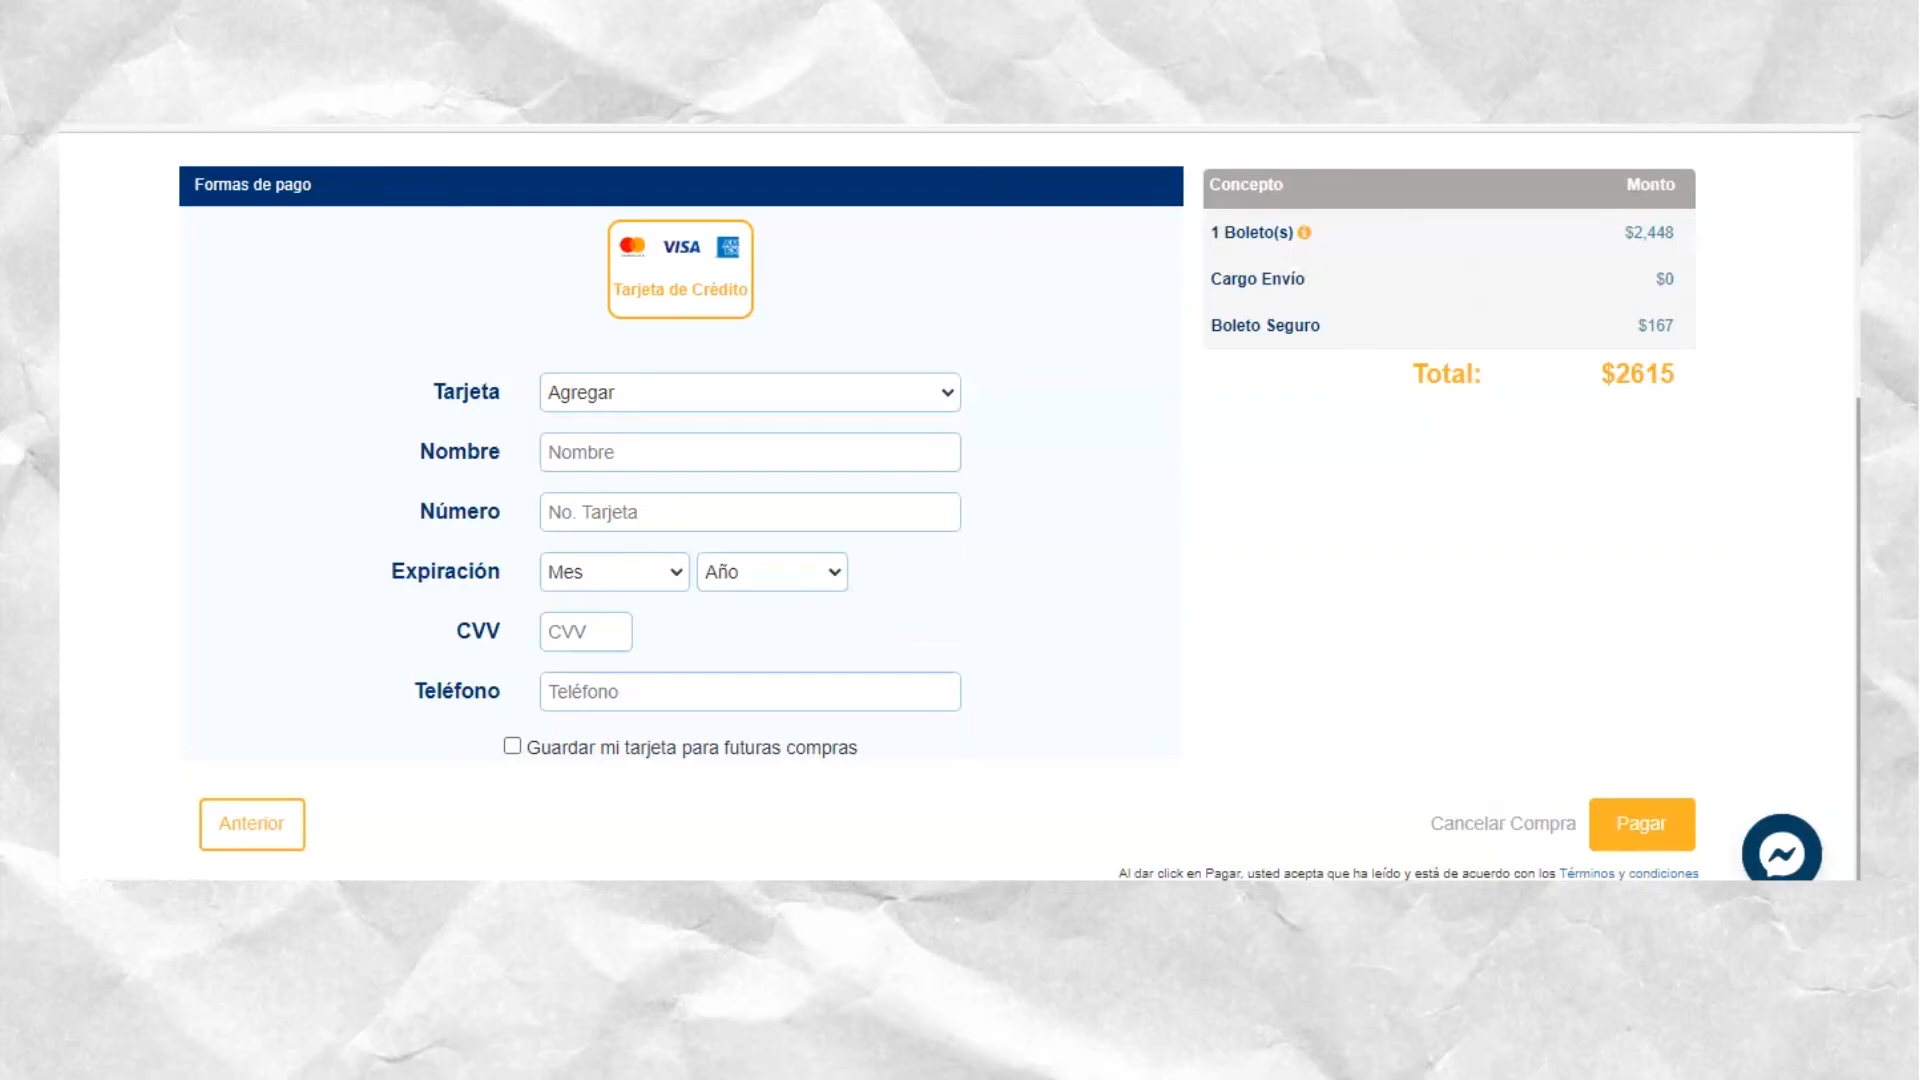 Formas de pago
VISA
Tarjeta de Crédito
Tarjeta
Agregar
Nombre
Nombre
Número
No. Tarjeta
Expiración
Mes
Año
CVV
CVV
Teléfono
Teléfono
Guardar mi tarjeta para futuras compras
Concepto Monto
1 Boleto(s) $2,448
Cargo Envío $0
Boleto Seguro $167
Total: $2615
Anterior
Cancelar Compra
Pagar
Al dar click en Pagar, usted acepta que ha leído y está de acuerdo con los Términos y condiciones